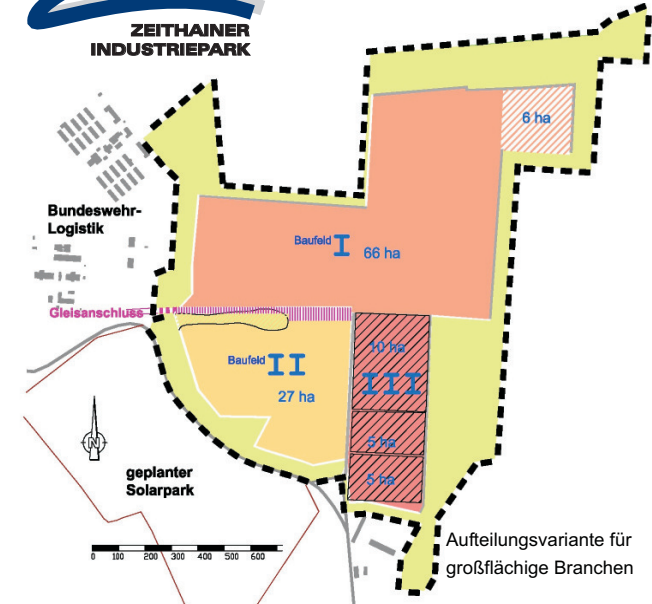 ZEITHAINER
INDUSTRIEPARK
6 ha
Bundeswehr-
Logistik
Baufeld I 66 ha
Gleisanschluss
10 ha
Baufeld II
III
27 ha
5 ha
5 ha
N
geplanter
Solarpark
0 100 200 300 400 500 600
Aufteilungsvariante für
großflächige Branchen